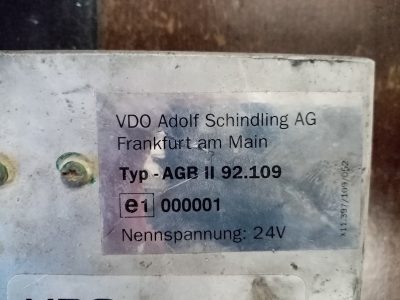 VDO Adolf Schindling AG
Frankfurt am Main
Typ - AGB II 92.109
e1 000001
Nennspannung: 24V